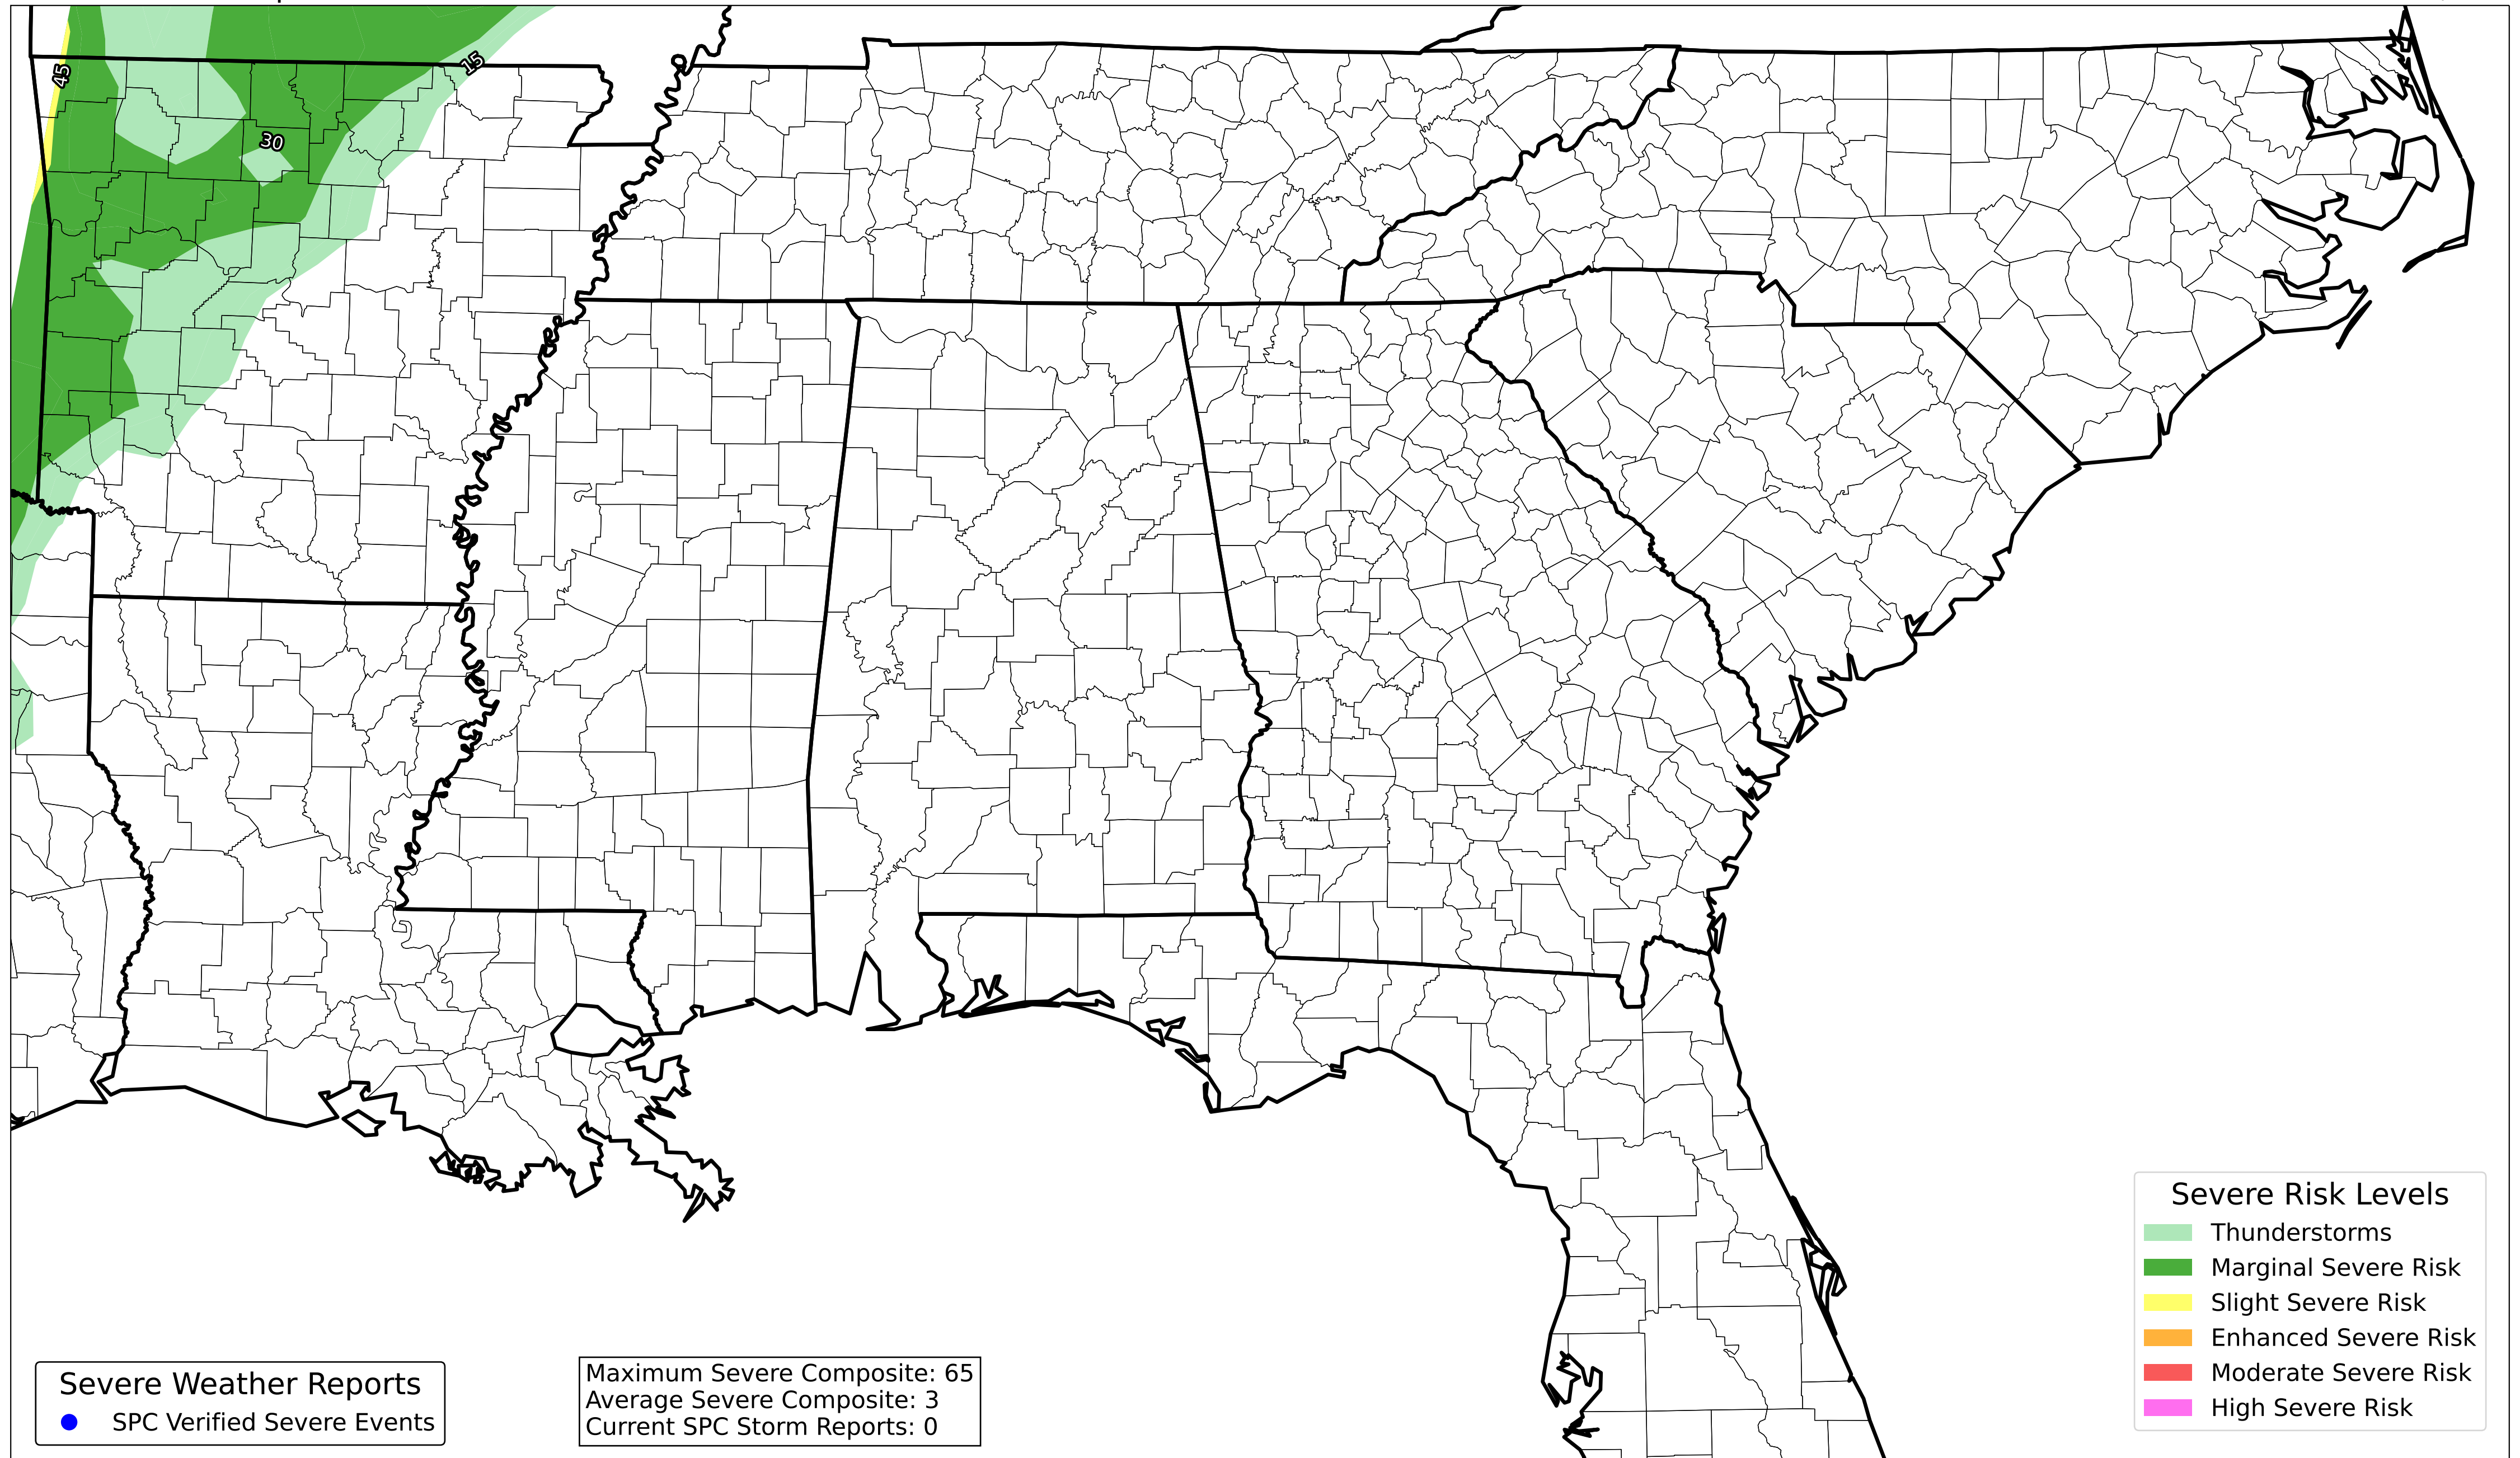 45
15
30
Severe Risk Levels
Thunderstorms
Marginal Severe Risk
Slight Severe Risk
Enhanced Severe Risk
Moderate Severe Risk
High Severe Risk
Severe Weather Reports
SPC Verified Severe Events
Maximum Severe Composite: 65
Average Severe Composite: 3
Current SPC Storm Reports: 0